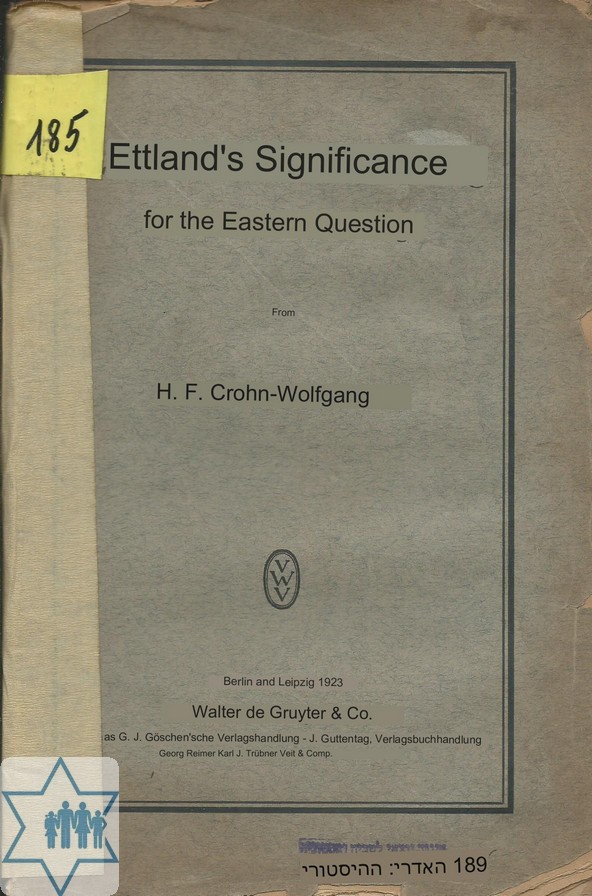 185
Ettland's Significance
for the Eastern Question
From
H. F. Crohn-Wolfgang
VWV
Berlin and Leipzig 1923
Walter de Gruyter & Co.
as G. J. Göschen'sche Verlagshandlung - J. Guttentag, Verlagsbuchhandlung
Georg Reimer Karl J. Trübner Veit & Comp.
189 האדרי: ההיסטורי